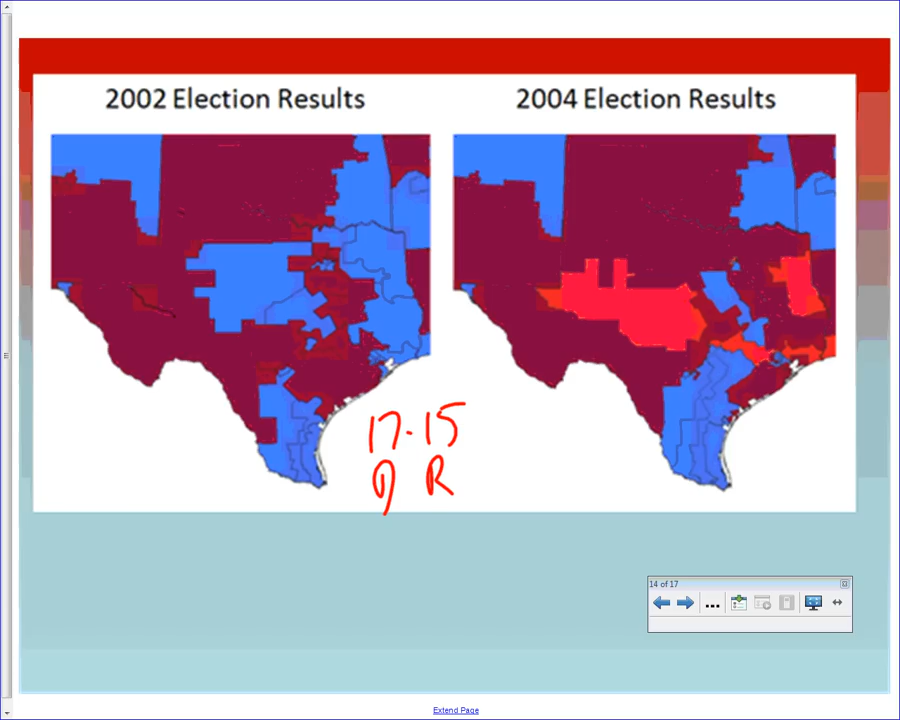 2002 Election Results
2004 Election Results
17-15
D R
14 of 17
Extend Page